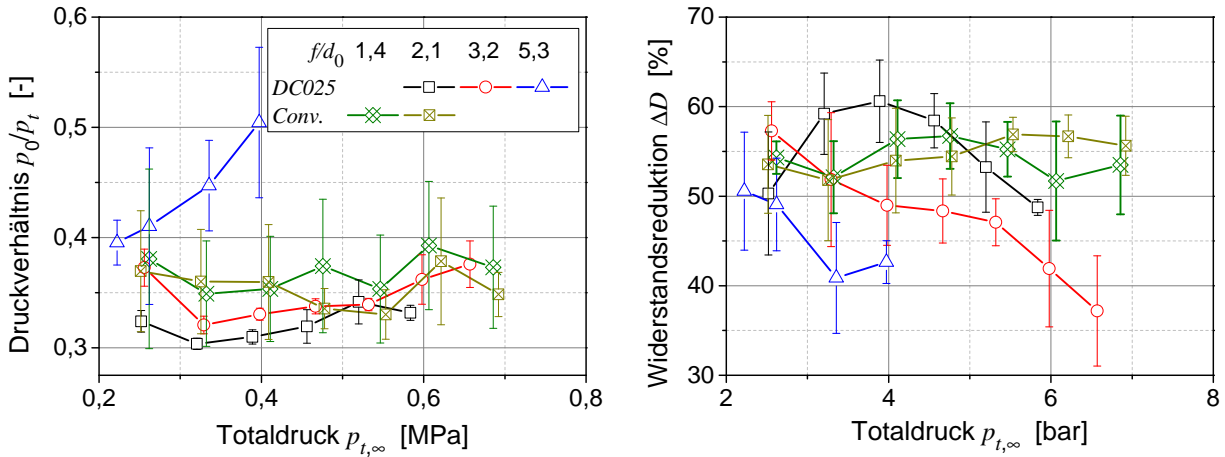 0,6
0,5
0,4
0,3
0,2 0,4 0,6 0,8
Druckverhältnis p0/pt [-]
Totaldruck pt,∞ [MPa]
f/d0 1,4 2,1 3,2 5,3
DC025
Conv.
70
60
50
40
30
2 4 6 8
Widerstandsreduktion ΔD [%]
Totaldruck pt,∞ [bar]